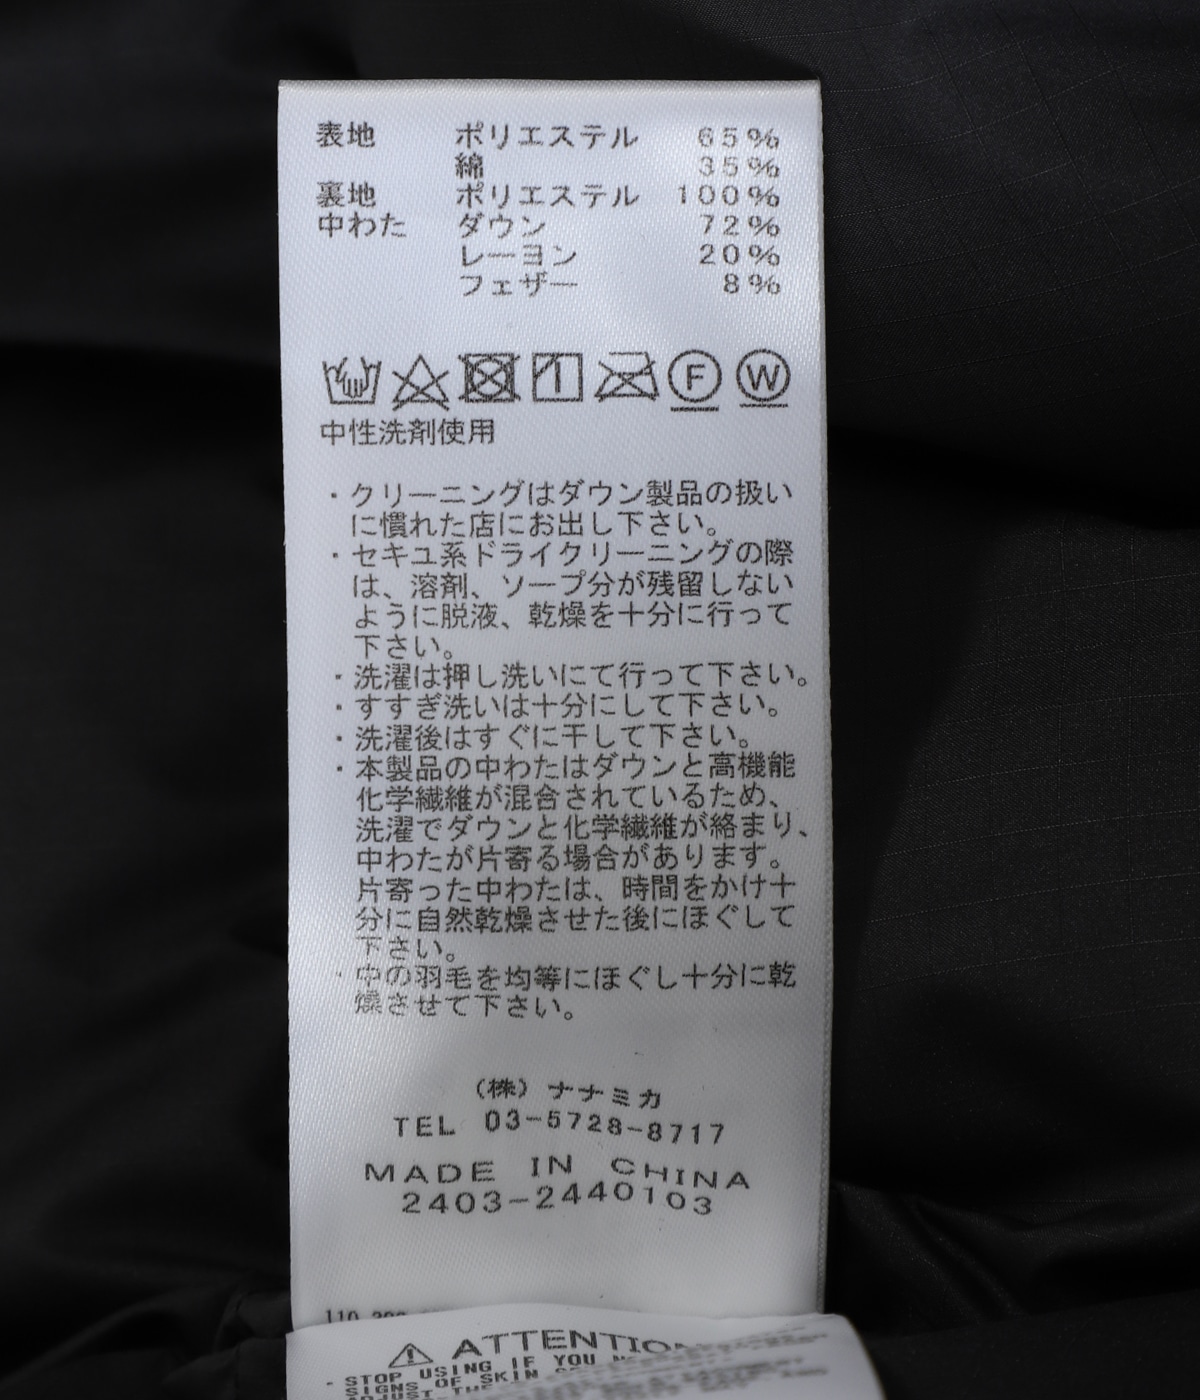 表地 ポリエステル 65%
綿 35%
裏地 ポリエステル 100%
中わた ダウン 72%
レーヨン 20%
フェザー 8%
F W
中性洗剤使用
・クリーニングはダウン製品の扱い
に慣れた店にお出し下さい。
・セキユ系ドライクリーニングの際
は、溶剤、ソープ分が残留しない
ように脱液、乾燥を十分に行って
下さい。
・洗濯は押し洗いにて行って下さい。
・すすぎ洗いは十分にして下さい。
・洗濯後はすぐに干して下さい。
・本製品の中わたはダウンと高機能
化学繊維が混合されているため、
洗濯でダウンと化学繊維が絡まり、
中わたが片寄る場合があります。
片寄った中わたは、時間をかけ十
分に自然乾燥させた後にほぐして
下さい。
・中の羽毛を均等にほぐし十分に乾
燥させて下さい。
(株)ナナミカ
TEL 03-5728-8717
MADE IN CHINA
2403-2440103
ATTENTION
・STOP USING IF YOU
SIGNS OF SKIN